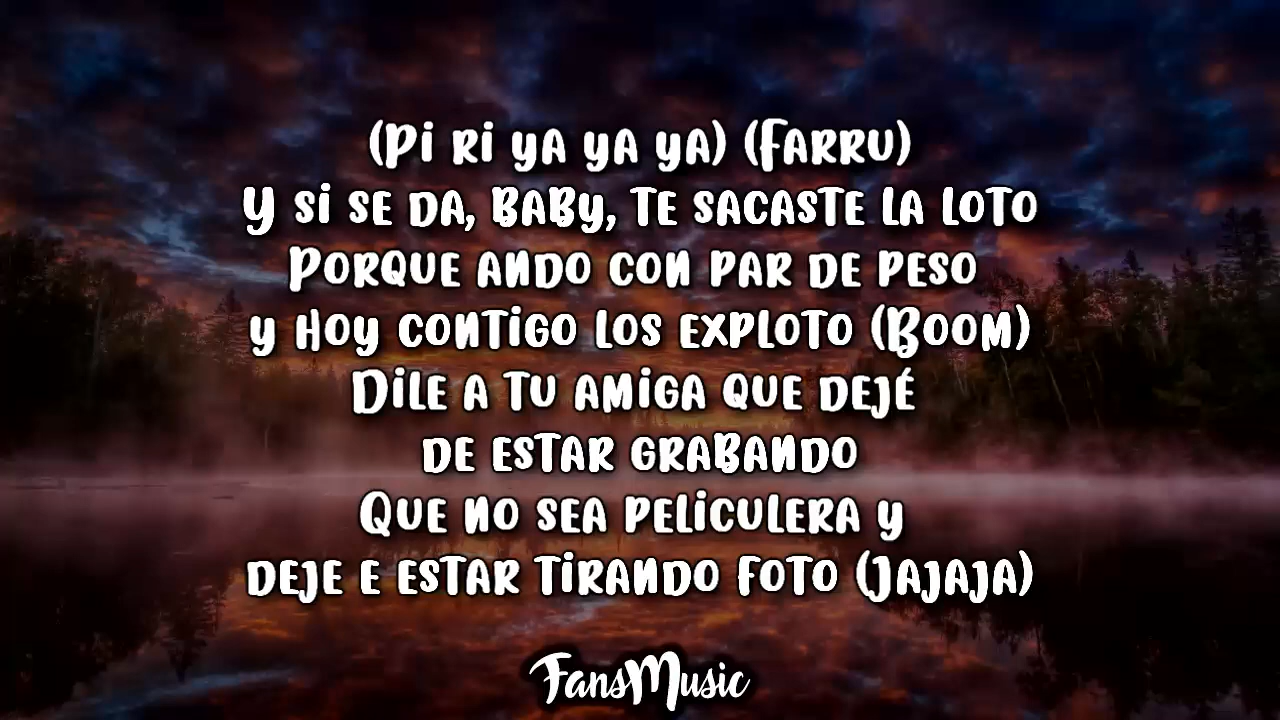 (Pi ri ya ya ya) (Farru)
Y si se da, baby, te sacaste la loto
Porque ando con par de peso
y hoy contigo los exploto (Boom)
Dile a tu amiga que dejé
de estar grabando
Que no sea peliculera y
deje e estar tirando foto (Jajaja)
FansMusic